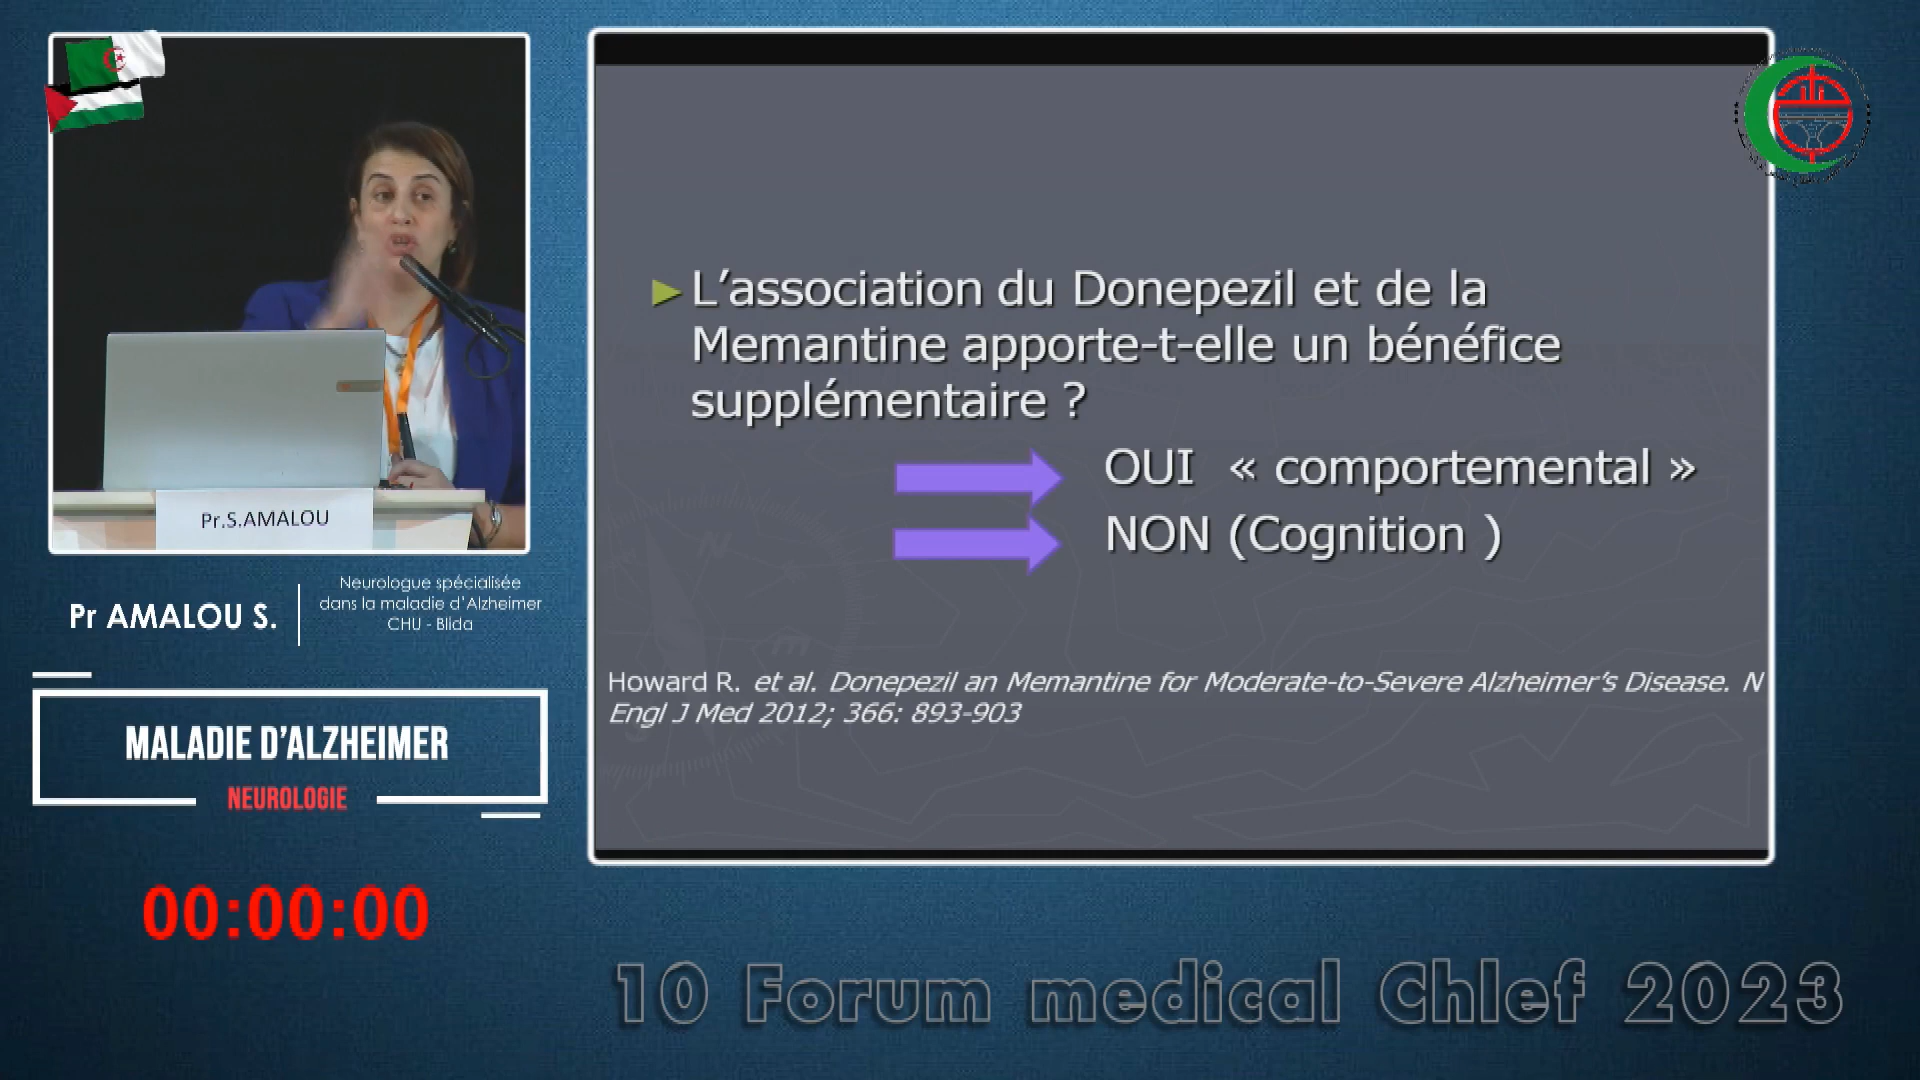 Pr.S.AMALOU
Pr AMALOU S.
Neurologue spécialisée
dans la maladie d'Alzheimer
CHU - Blida
MALADIE D'ALZHEIMER
NEUROLOGIE
00:00:00
L'association du Donepezil et de la
Memantine apporte-t-elle un bénéfice
supplémentaire ?
OUI « comportemental »
NON (Cognition )
Howard R. et al. Donepezil an Memantine for Moderate-to-Severe Alzheimer's Disease. N
Engl J Med 2012; 366: 893-903
10 Forum medical Chlef 2023